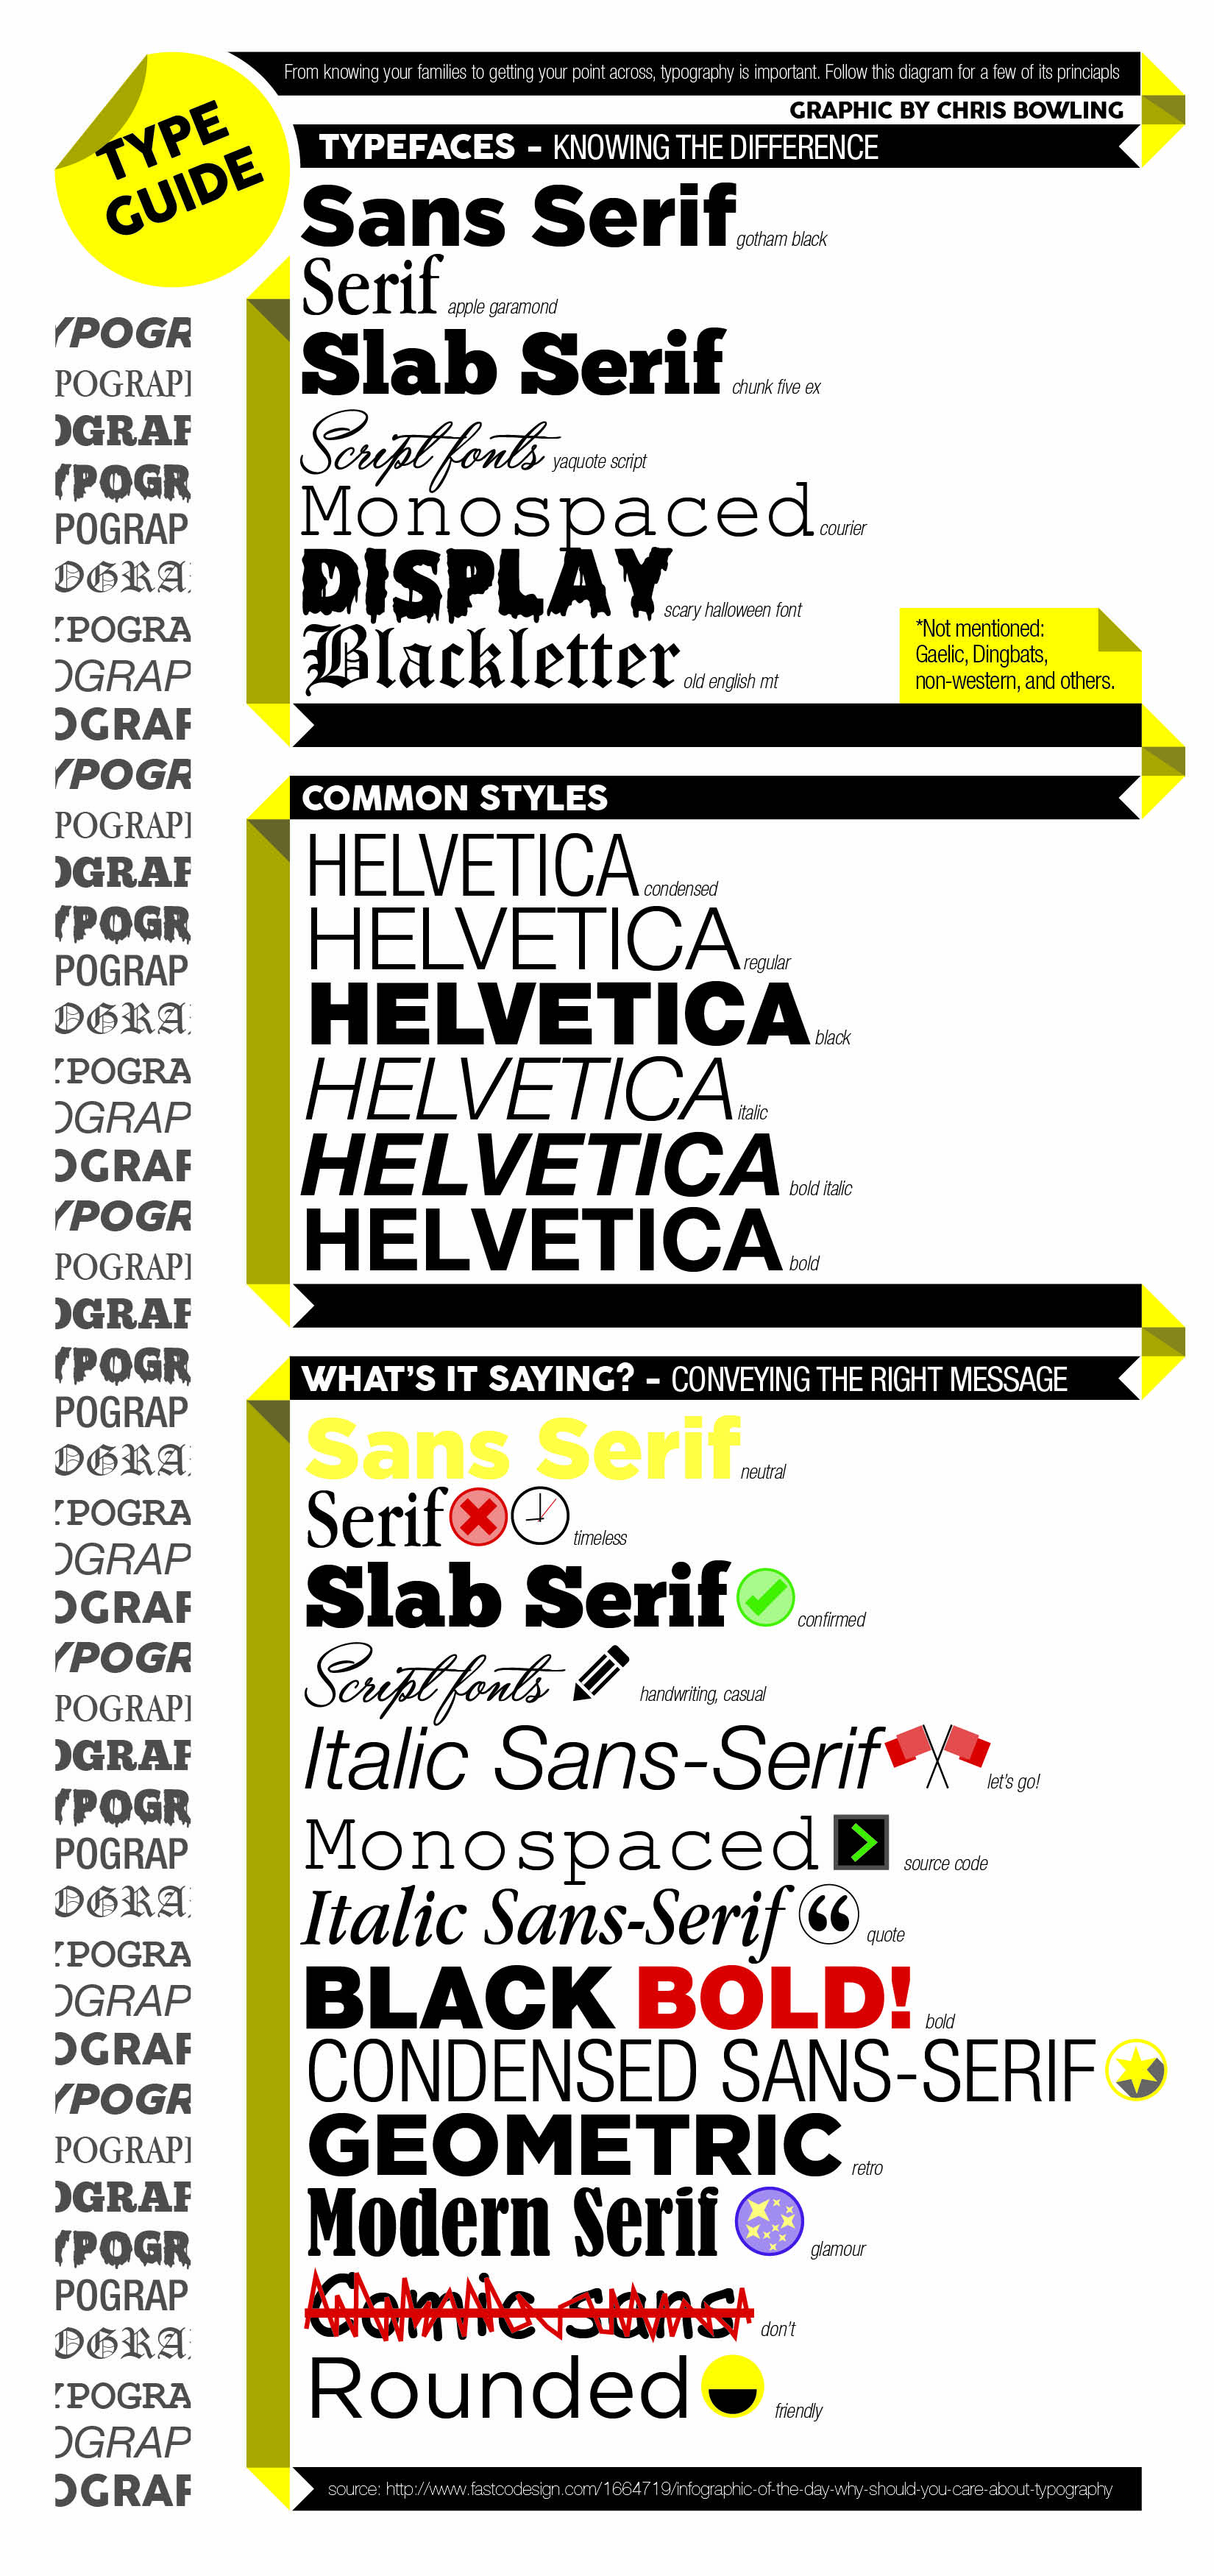 From knowing your families to getting your point across, typography is important. Follow this diagram for a few of its princiapls
GRAPHIC BY CHRIS BOWLING
TYPE
GUIDE
TYPEFACES - KNOWING THE DIFFERENCE
Sans Serif gotham black
Serif apple garamond
Slab Serif chunk five ex
Script fonts yaquote script
Monospaced courier
DISPLAY scary halloween font
Blackletter old english mt
*Not mentioned:
Gaelic, Dingbats,
non-western, and others.
COMMON STYLES
HELVETICA condensed
HELVETICA regular
HELVETICA black
HELVETICA italic
HELVETICA bold italic
HELVETICA bold
WHAT'S IT SAYING? - CONVEYING THE RIGHT MESSAGE
Sans Serif neutral
Serif timeless
Slab Serif confirmed
Script fonts handwriting, casual
Italic Sans-Serif let's go!
Monospaced source code
Italic Sans-Serif quote
BLACK BOLD! bold
CONDENSED SANS-SERIF
GEOMETRIC retro
Modern Serif glamour
Comic sans don't
Rounded friendly
source: http://www.fastcodesign.com/1664719/infographic-of-the-day-why-should-you-care-about-typography
YPOGR
POGRAPI
OGRAF
YPOGR
POGRAP
OGRA
YPOGRA
OGRAP
OGRAF
YPOGR
POGRAPI
OGRAF
YPOGR
POGRAP
OGRA
YPOGRA
OGRAP
OGRAF
YPOGR
POGRAPI
OGRAF
YPOGR
POGRAP
OGRA
YPOGRA
OGRAP
OGRAF
YPOGR
POGRAPI
OGRAF
YPOGR
POGRAP
OGRA
YPOGRA
OGRAP
OGRAF
YPOGR
POGRAPI
OGRAF
YPOGR
POGRAP
OGRA
YPOGRA
OGRAP
OGRAF